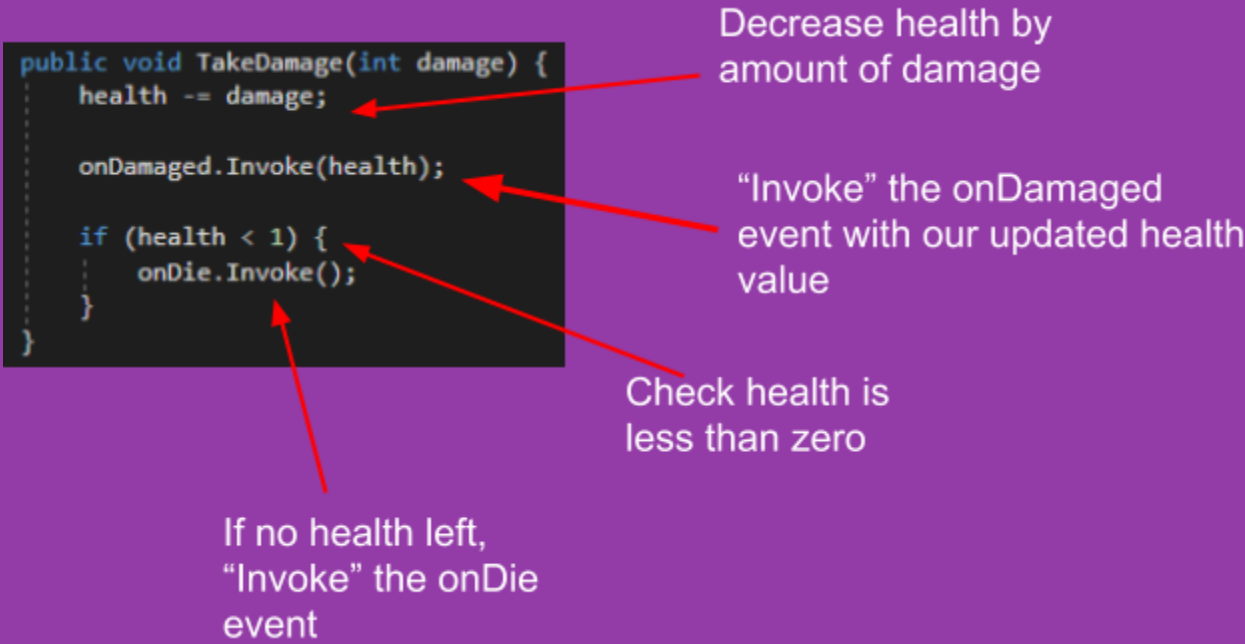 public void TakeDamage(int damage) {
health -= damage;
onDamaged.Invoke(health);
if (health < 1) {
onDie.Invoke();
}
}
Decrease health by
amount of damage
“Invoke” the onDamaged
event with our updated health
value
Check health is
less than zero
If no health left,
“Invoke” the onDie
event